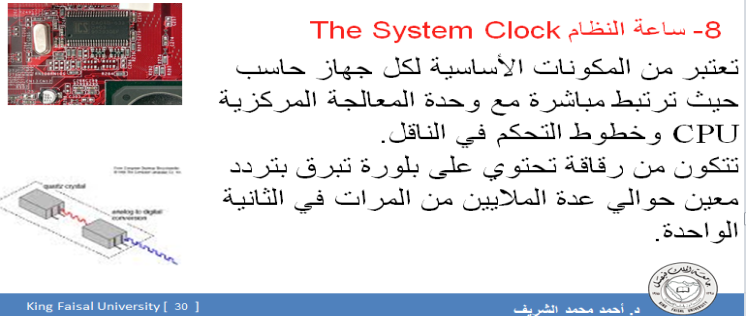 8- ساعة النظام The System Clock
تعتبر من المكونات الأساسية لكل جهاز حاسب
حيث ترتبط مباشرة مع وحدة المعالجة المركزية
CPU وخطوط التحكم في الناقل.
تتكون من رقاقة تحتوي على بلورة تبرق بتردد
معين حوالي عدة الملايين من المرات في الثانية
الواحدة.
quartz crystal
analog to digital
conversion
King Faisal University [ 30 ]
د. أحمد محمد الشريف